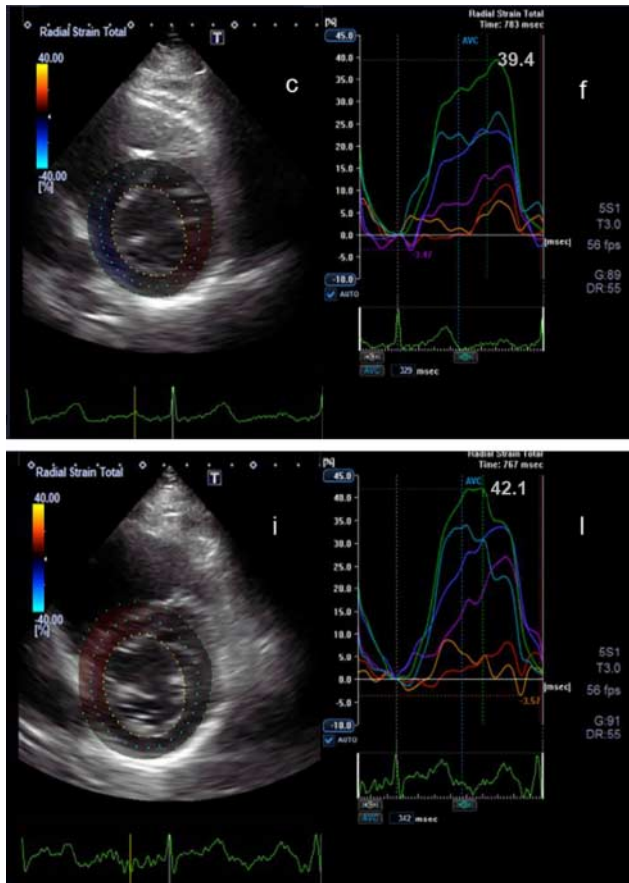 Radial Strain Total
40.00
-40.00
[%]
T
c
Radial Strain Total
Time: 783 msec
[%]
45.0
40.0
35.0
30.0
25.0
20.0
15.0
10.0
5.0
0.0
-5.0
-10.0
AVC
39.4
f
[msec]
AUTO
5S1
T3.0
56 fps
G:89
DR:55
AVC 329 msec
Radial Strain Total
40.00
-40.00
[%]
T
i
Radial Strain Total
Time: 767 msec
[%]
45.0
40.0
35.0
30.0
25.0
20.0
15.0
10.0
5.0
0.0
-5.0
-10.0
AVC
42.1
l
[msec]
-3.57
AUTO
5S1
T3.0
56 fps
G:91
DR:55
AVC 342 msec